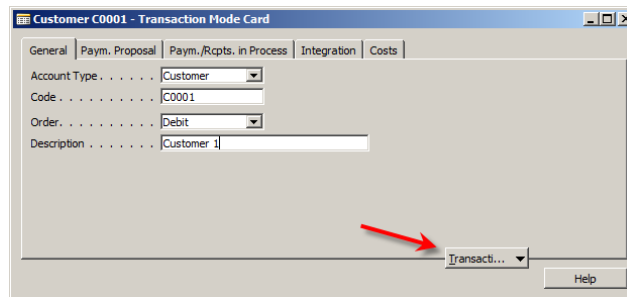 Customer C0001 - Transaction Mode Card
General Paym. Proposal Paym./Rcpts. in Process Integration Costs
Account Type . . . . . . Customer
Code . . . . . . . . . . C0001
Order. . . . . . . . . . Debit
Description . . . . . . . Customer 1
Transacti...
Help